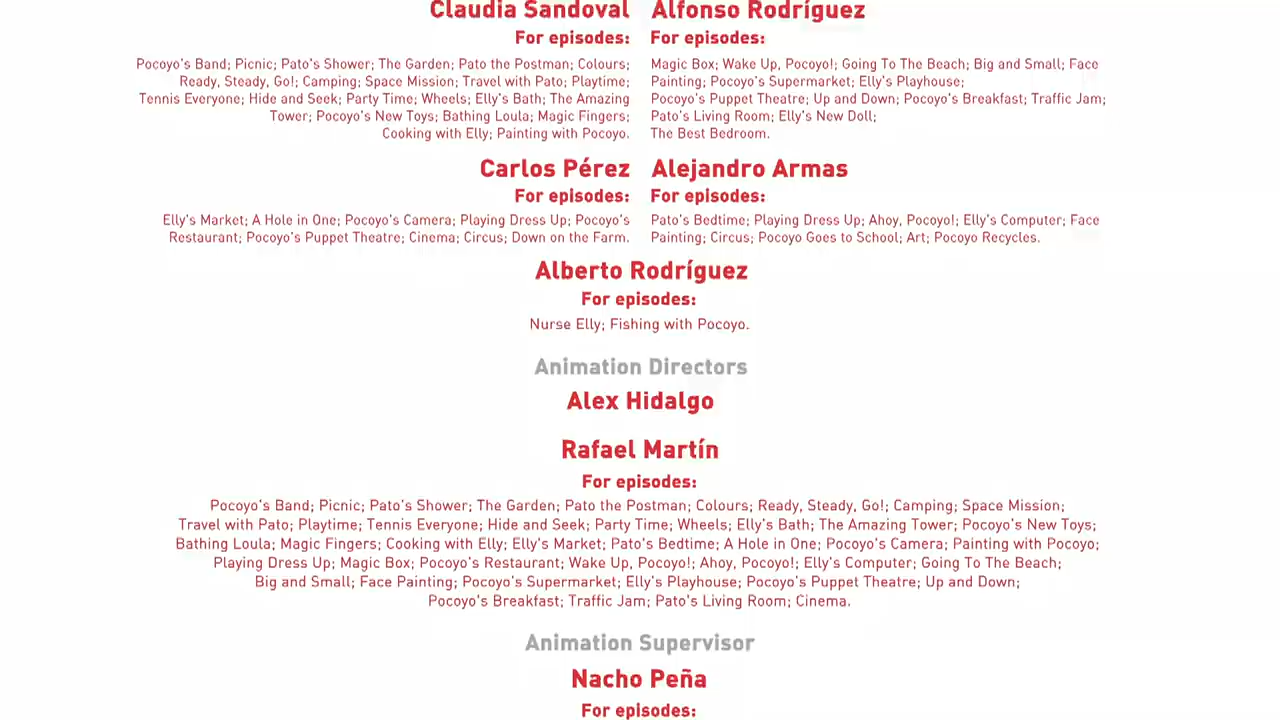 Claudia Sandoval
For episodes:
Pocoyo's Band; Picnic; Pato's Shower; The Garden; Pato the Postman; Colours;
Ready, Steady, Go!; Camping; Space Mission; Travel with Pato; Playtime;
Tennis Everyone; Hide and Seek; Party Time; Wheels; Elly's Bath; The Amazing
Tower; Pocoyo's New Toys; Bathing Loula; Magic Fingers;
Cooking with Elly; Painting with Pocoyo.
Alfonso Rodríguez
For episodes:
Magic Box; Wake Up, Pocoyo!; Going To The Beach; Big and Small; Face
Painting; Pocoyo's Supermarket; Elly's Playhouse;
Pocoyo's Puppet Theatre; Up and Down; Pocoyo's Breakfast; Traffic Jam;
Pato's Living Room; Elly's New Doll;
The Best Bedroom.
Carlos Pérez
For episodes:
Elly's Market; A Hole in One; Pocoyo's Camera; Playing Dress Up; Pocoyo's
Restaurant; Pocoyo's Puppet Theatre; Cinema; Circus; Down on the Farm.
Alejandro Armas
For episodes:
Pato's Bedtime; Playing Dress Up; Ahoy, Pocoyo!; Elly's Computer; Face
Painting; Circus; Pocoyo Goes to School; Art; Pocoyo Recycles.
Alberto Rodríguez
For episodes:
Nurse Elly; Fishing with Pocoyo.
Animation Directors
Alex Hidalgo
Rafael Martín
For episodes:
Pocoyo's Band; Picnic; Pato's Shower; The Garden; Pato the Postman; Colours; Ready, Steady, Go!; Camping; Space Mission;
Travel with Pato; Playtime; Tennis Everyone; Hide and Seek; Party Time; Wheels; Elly's Bath; The Amazing Tower; Pocoyo's New Toys;
Bathing Loula; Magic Fingers; Cooking with Elly; Elly's Market; Pato's Bedtime; A Hole in One; Pocoyo's Camera; Painting with Pocoyo;
Playing Dress Up; Magic Box; Pocoyo's Restaurant; Wake Up, Pocoyo!; Ahoy, Pocoyo!; Elly's Computer; Going To The Beach;
Big and Small; Face Painting; Pocoyo's Supermarket; Elly's Playhouse; Pocoyo's Puppet Theatre; Up and Down;
Pocoyo's Breakfast; Traffic Jam; Pato's Living Room; Cinema.
Animation Supervisor
Nacho Peña
For episodes: